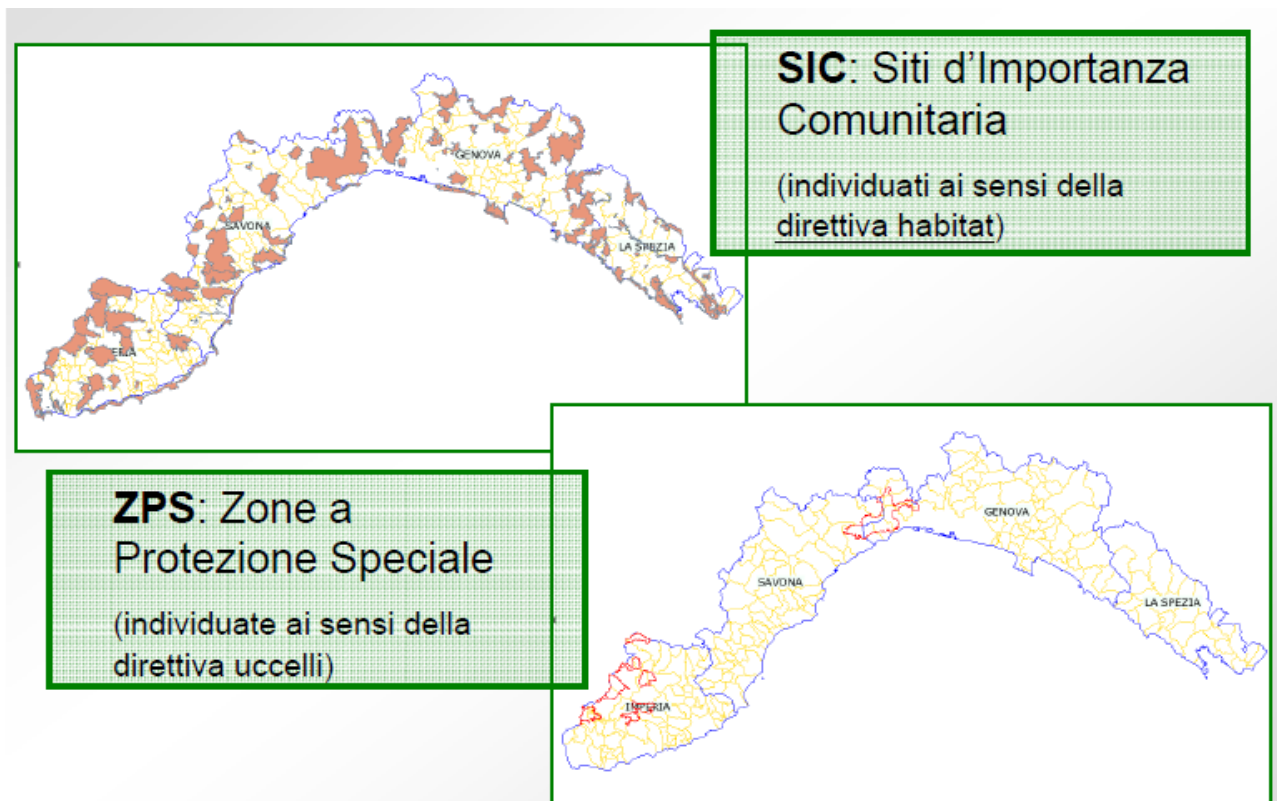 SIC: Siti d'Importanza
Comunitaria
(individuati ai sensi della
direttiva habitat)
GENOVA
SAVONA
LA SPEZIA
ZPS: Zone a
Protezione Speciale
(individuate ai sensi della
direttiva uccelli)
GENOVA
SAVONA
LA SPEZIA
IMPERIA